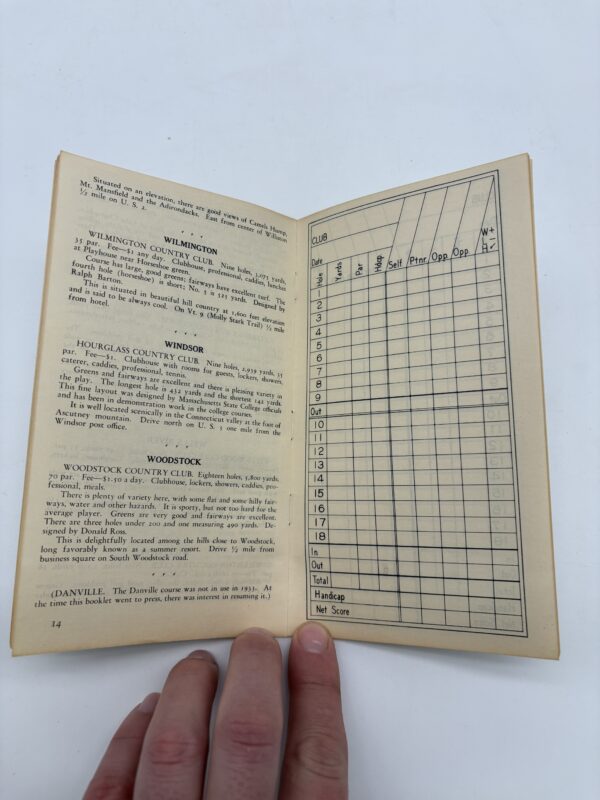 Situated on an elevation, there are good views of Camels Hump,
Mt. Mansfield and the Adirondacks. East from center of Williston
½ mile on U. S. 2.
WILMINGTON
WILMINGTON COUNTRY CLUB. Nine holes, 3,075 yards,
35 par. Fee—$1 any day. Clubhouse, professional, caddies, lunches
at Playhouse near Horseshoe green.
Course has large, good greens; fairways have excellent turf. The
fourth hole (horseshoe) is short; No. 5 is 525 yards. Designed by
Ralph Barton.
This is situated in beautiful hill country at 1,600 feet elevation
and is said to be always cool. On Vt. 9 (Molly Stark Trail) ½ mile
from hotel.
WINDSOR
HOURGLASS COUNTRY CLUB. Nine holes, 2,939 yards, 35
par. Fee—$1. Clubhouse with rooms for guests, lockers, showers,
caterer, caddies, professional, tennis.
Greens and fairways are excellent and there is pleasing variety in
the play. The longest hole is 432 yards and the shortest 142 yards.
This fine layout was designed by Massachusetts State College officials
and has been in demonstration work in the college courses.
It is well located scenically in the Connecticut valley at the foot of
Ascutney mountain. Drive north on U. S. 5 one mile from the
Windsor post office.
WOODSTOCK
WOODSTOCK COUNTRY CLUB. Eighteen holes, 5,800 yards,
70 par. Fee—$1.50 a day. Clubhouse, lockers, showers, caddies, pro-
fessional, meals.
There is plenty of variety here, with some flat and some hilly fair-
ways, water and other hazards. It is sporty, but not too hard for the
average player. Greens are very good and fairways are excellent.
There are three holes under 200 and one measuring 490 yards. De-
signed by Donald Ross.
This is delightfully located among the hills close to Woodstock,
long favorably known as a summer resort. Drive ½ mile from
business square on South Woodstock road.
(DANVILLE. The Danville course was not in use in 1935. At
the time this booklet went to press, there was interest in resuming it.)
14
CLUB
Date
Hole Yards Par Hdcp Self Ptnr. Opp Opp W+ L− H✓
1
2
3
4
5
6
7
8
9
Out
10
11
12
13
14
15
16
17
18
In
Out
Total
Handicap
Net Score